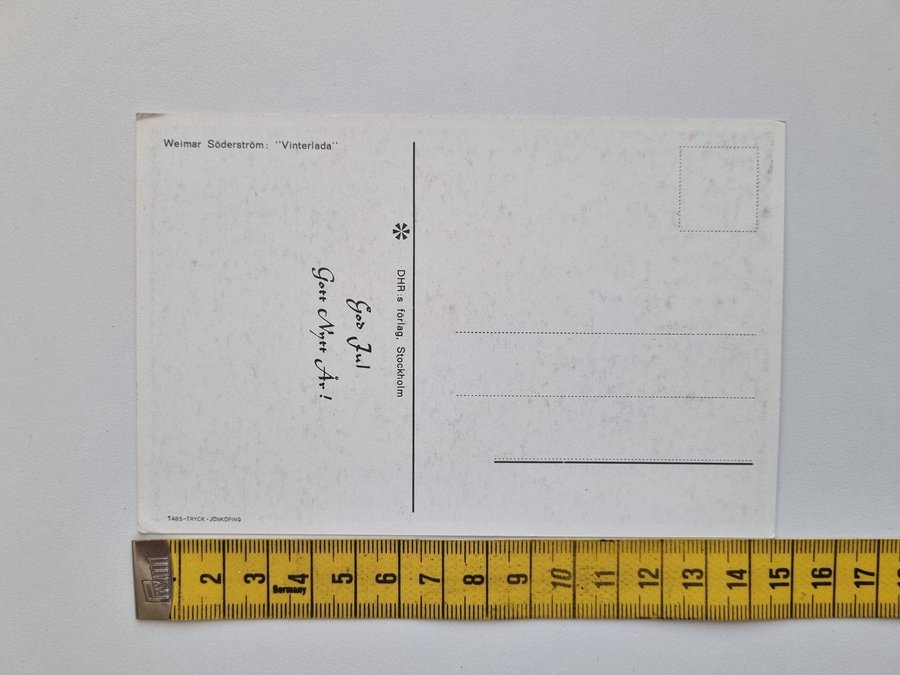 Weimar Söderström: "Vinterlada"
DHR:s förlag, Stockholm
God Jul
Gott Nytt År!
TABS-TRYCK - JÖNKÖPING
2 3 4 5 6 7 8 9 10 11 12 13 14 15 16 17
Germany